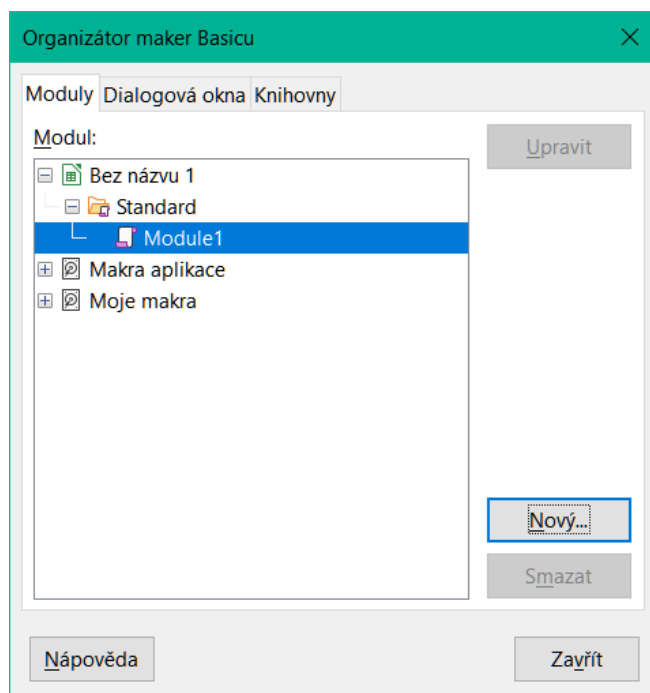 Organizátor maker Basicu
Moduly Dialogová okna Knihovny
Modul:
Upravit
Bez názvu 1
Standard
Module1
Makra aplikace
Moje makra
Nový...
Smazat
Nápověda
Zavřít